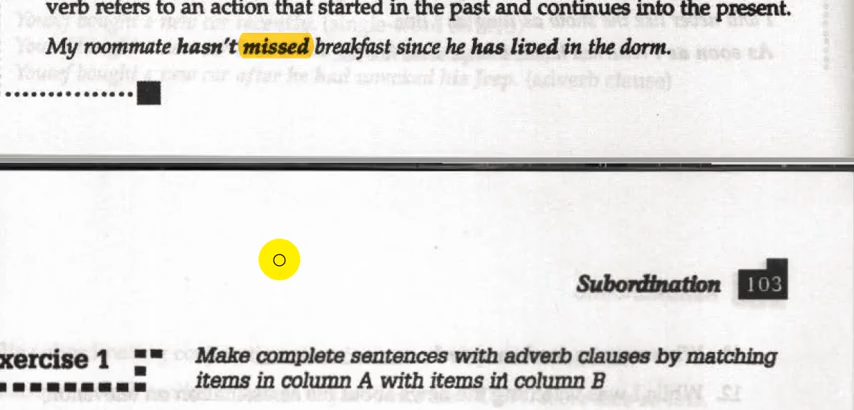 verb refers to an action that started in the past and continues into the present.
My roommate hasn't missed breakfast since he has lived in the dorm.
Subordination 103
xercise 1
Make complete sentences with adverb clauses by matching
items in column A with items in column B